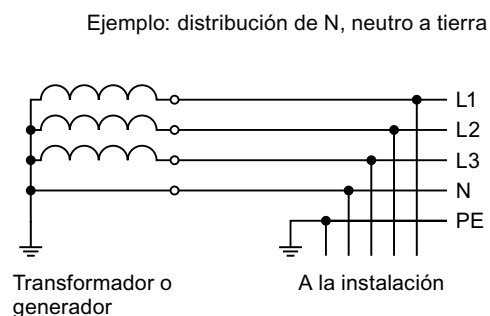 Ejemplo: distribución de N, neutro a tierra
L1
L2
L3
N
PE
Transformador o
generador
A la instalación